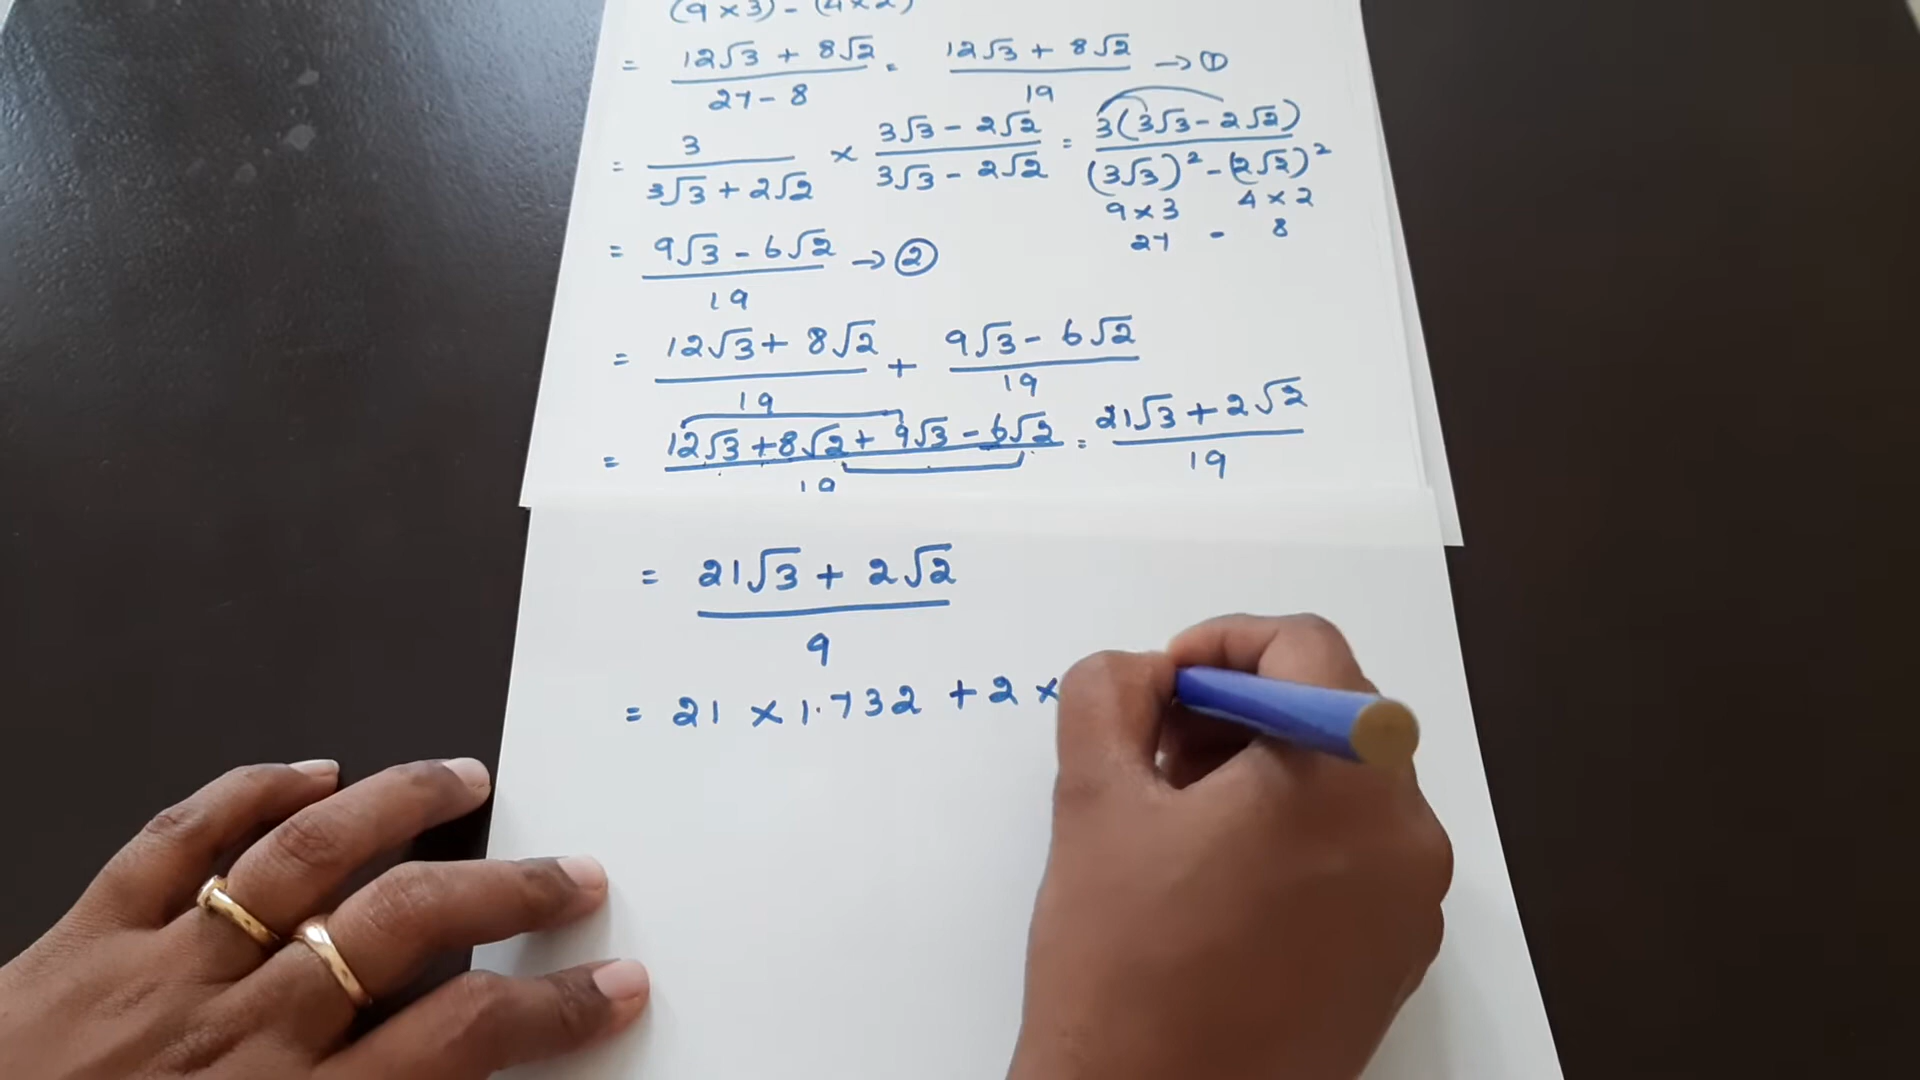 (9 × 3) - (4 × 2)
= 12√3 + 8√2 / 27 - 8 = 12√3 + 8√2 / 19 → ①
= 3 / 3√3 + 2√2 × 3√3 - 2√2 / 3√3 - 2√2 = 3(3√3 - 2√2) / (3√3)² - (2√2)²
9 × 3 4 × 2
27 - 8
= 9√3 - 6√2 / 19 → ②
= 12√3 + 8√2 / 19 + 9√3 - 6√2 / 19
= 12√3 + 8√2 + 9√3 - 6√2 / 19 = 21√3 + 2√2 / 19
= 21√3 + 2√2 / 9
= 21 × 1.732 + 2 ×